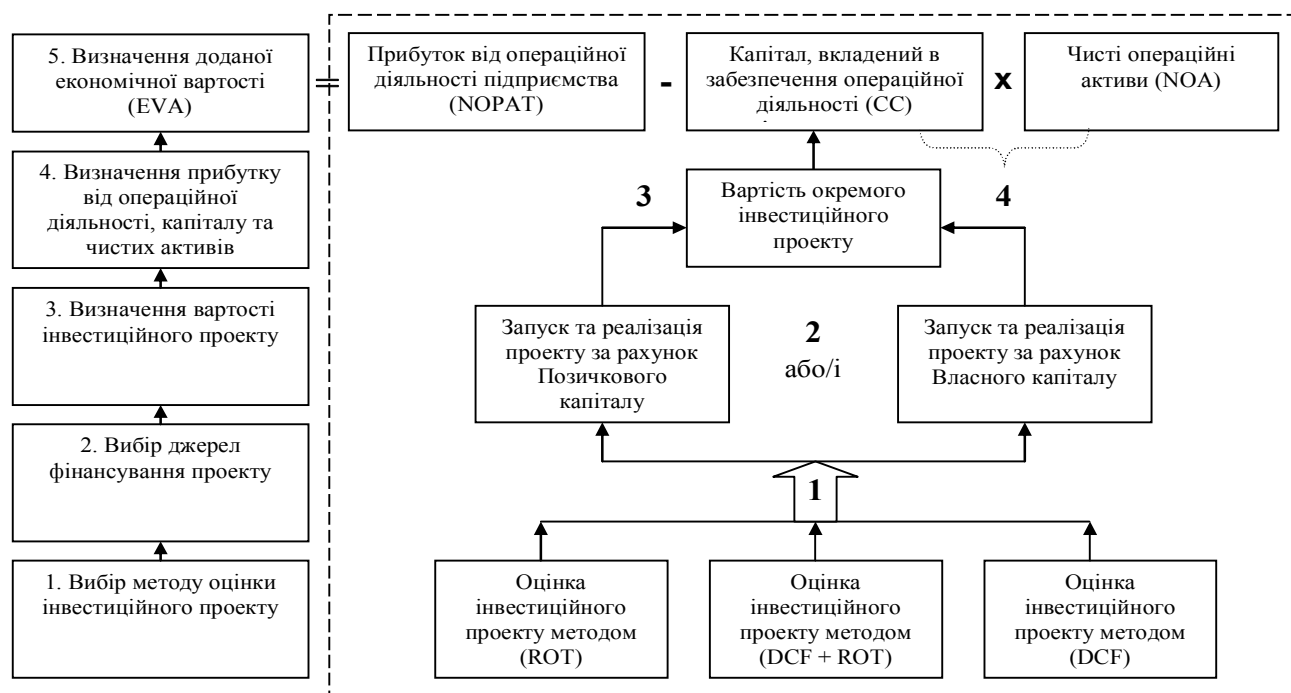 5. Визначення доданої
економічної вартості
(EVA)
=
Прибуток від операційної
діяльності підприємства
(NOPAT)
-
Капітал, вкладений в
забезпечення операційної
діяльності (СС)
х
Чисті операційні
активи (NOA)
4. Визначення прибутку
від операційної
діяльності, капіталу та
чистих активів
3
Вартість окремого
інвестиційного
проекту
4
3. Визначення вартості
інвестиційного проекту
Запуск та реалізація
проекту за рахунок
Позичкового
капіталу
2
або/і
Запуск та реалізація
проекту за рахунок
Власного капіталу
2. Вибір джерел
фінансування проекту
1
1. Вибір методу оцінки
інвестиційного проекту
Оцінка
інвестиційного
проекту методом
(ROT)
Оцінка
інвестиційного
проекту методом
(DCF + ROT)
Оцінка
інвестиційного
проекту методом
(DCF)